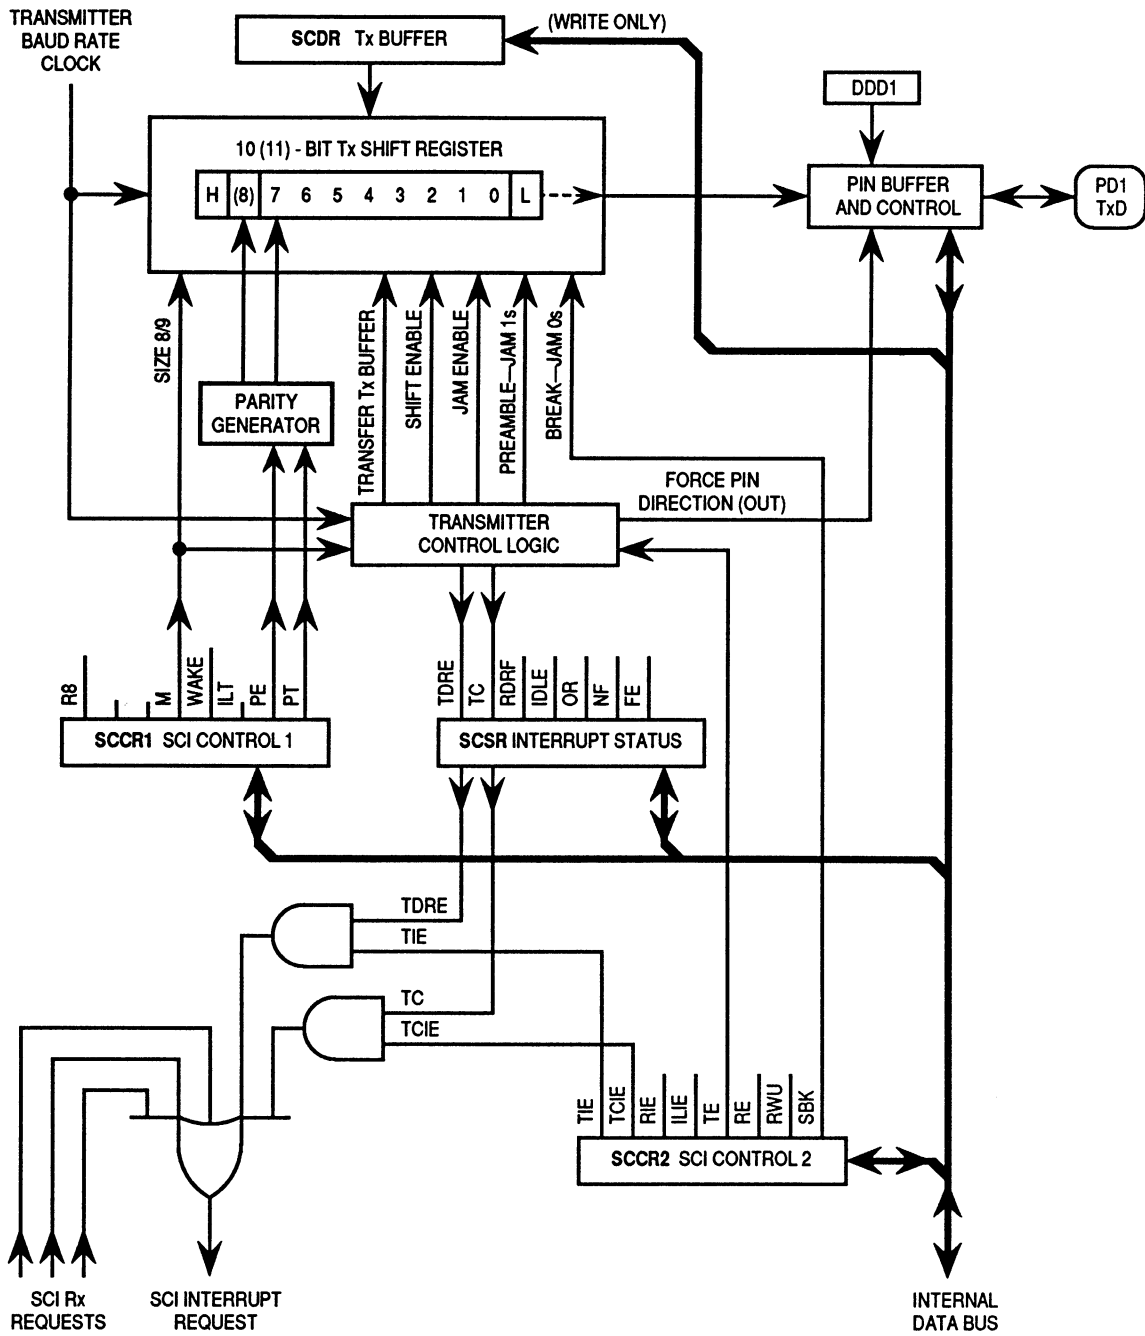 TRANSMITTER
BAUD RATE
CLOCK
SCDR Tx BUFFER
(WRITE ONLY)
DDD1
10 (11) - BIT Tx SHIFT REGISTER
H (8) 7 6 5 4 3 2 1 0 L
PIN BUFFER
AND CONTROL
PD1
TxD
SIZE 8/9
TRANSFER Tx BUFFER
SHIFT ENABLE
JAM ENABLE
PREAMBLE—JAM 1s
BREAK—JAM 0s
PARITY
GENERATOR
FORCE PIN
DIRECTION (OUT)
TRANSMITTER
CONTROL LOGIC
R8
M
WAKE
ILT
PE
PT
TDRE
TC
RDRF
IDLE
OR
NF
FE
SCCR1 SCI CONTROL 1
SCSR INTERRUPT STATUS
TDRE
TIE
TC
TCIE
TIE
TCIE
RIE
ILIE
TE
RE
RWU
SBK
SCCR2 SCI CONTROL 2
SCI Rx
REQUESTS
SCI INTERRUPT
REQUEST
INTERNAL
DATA BUS